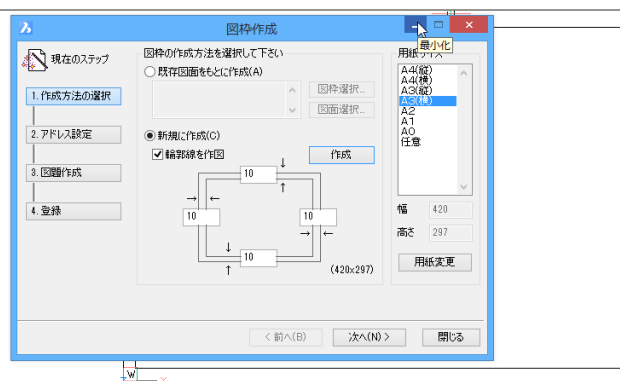 図枠作成
最小化
現在のステップ
1. 作成方法の選択
2. アドレス設定
3. 図題作成
4. 登録
図枠の作成方法を選択して下さい
既存図面をもとに作成(A)
図枠選択...
図面選択...
新規に作成(C)
輪郭線を作図
作成
10
10
10
10
(420x297)
用紙サイズ
A4(縦)
A4(横)
A3(縦)
A3(横)
A2
A1
A0
任意
幅 420
高さ 297
用紙変更
< 前へ(B)
次へ(N) >
閉じる
W